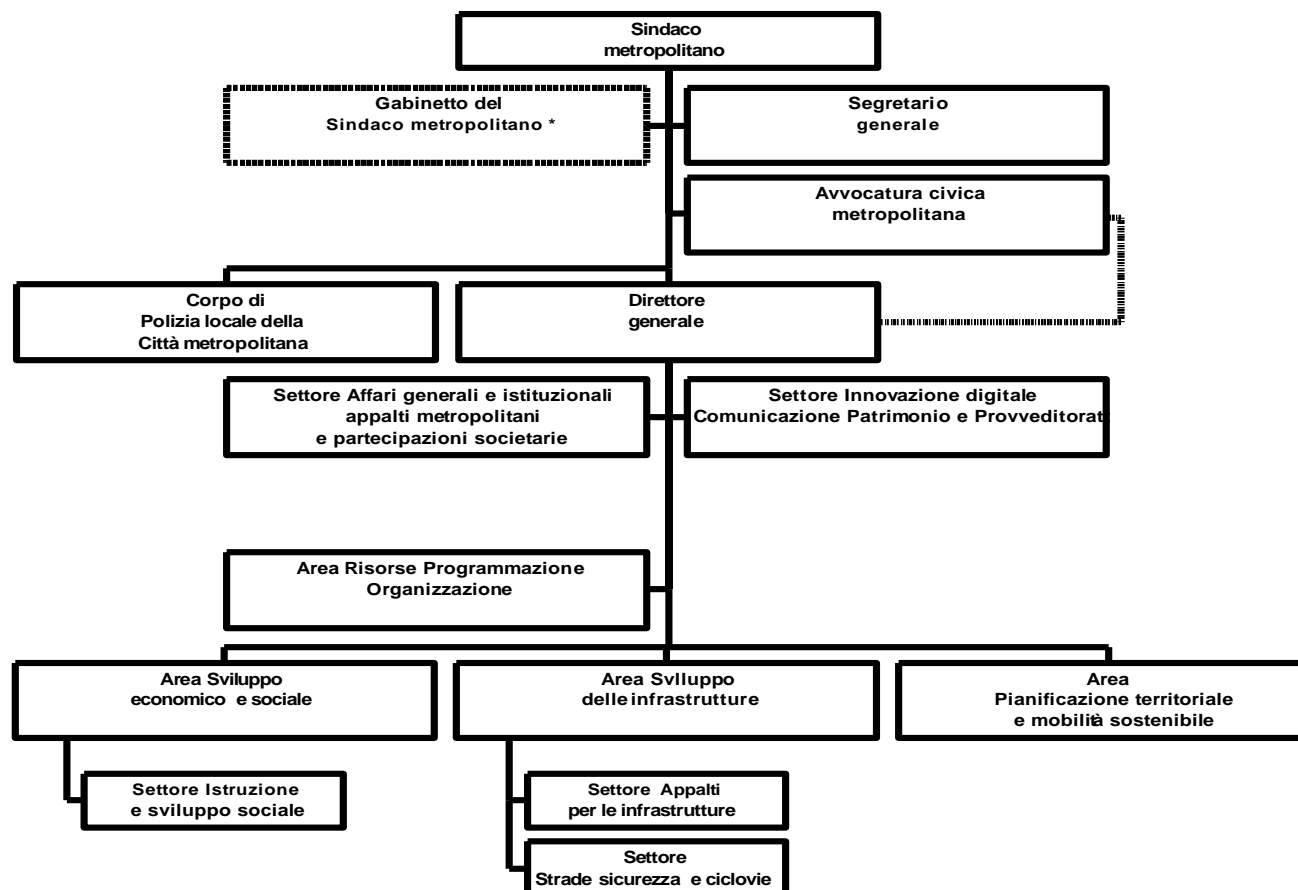 Sindaco
metropolitano
Gabinetto del
Sindaco metropolitano *
Segretario
generale
Avvocatura civica
metropolitana
Corpo di
Polizia locale della
Città metropolitana
Direttore
generale
Settore Affari generali e istituzionali
appalti metropolitani
e partecipazioni societarie
Settore Innovazione digitale
Comunicazione Patrimonio e Provveditorat
Area Risorse Programmazione
Organizzazione
Area Sviluppo
economico e sociale
Area Svlluppo
delle infrastrutture
Area
Pianificazione territoriale
e mobilità sostenibile
Settore Istruzione
e sviluppo sociale
Settore Appalti
per le infrastrutture
Settore
Strade sicurezza e ciclovie